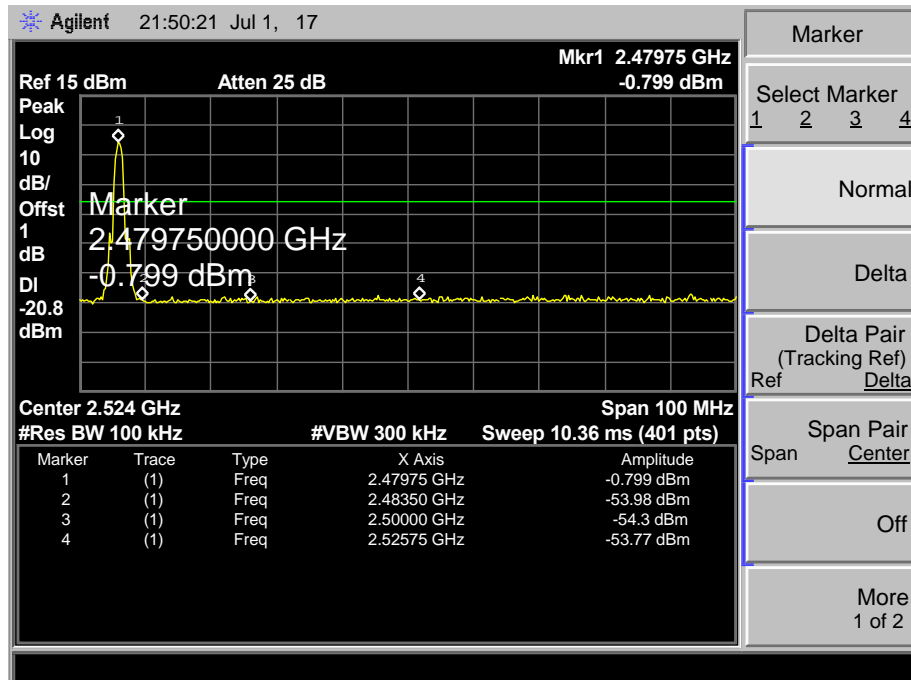 Agilent 21:50:21 Jul 1, 17
Mkr1 2.47975 GHz
Ref 15 dBm Atten 25 dB -0.799 dBm
Peak
Log
10
dB/
Offst
1
dB
DI
-20.8
dBm
1
Marker
2.479750000 GHz
-0.799 dBm
2 3 4
Center 2.524 GHz Span 100 MHz
#Res BW 100 kHz #VBW 300 kHz Sweep 10.36 ms (401 pts)
Marker Trace Type X Axis Amplitude
1 (1) Freq 2.47975 GHz -0.799 dBm
2 (1) Freq 2.48350 GHz -53.98 dBm
3 (1) Freq 2.50000 GHz -54.3 dBm
4 (1) Freq 2.52575 GHz -53.77 dBm
Marker
Select Marker
1 2 3 4
Normal
Delta
Delta Pair
(Tracking Ref)
Ref Delta
Span Pair
Span Center
Off
More
1 of 2